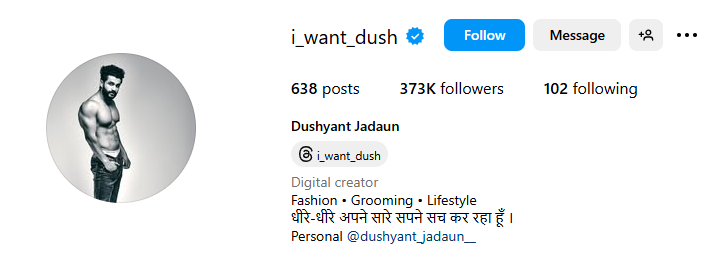 i_want_dush Follow Message
638 posts 373K followers 102 following
Dushyant Jadaun
i_want_dush
Digital creator
Fashion • Grooming • Lifestyle
धीरे-धीरे अपने सारे सपने सच कर रहा हूँ ।
Personal @dushyant_jadaun__